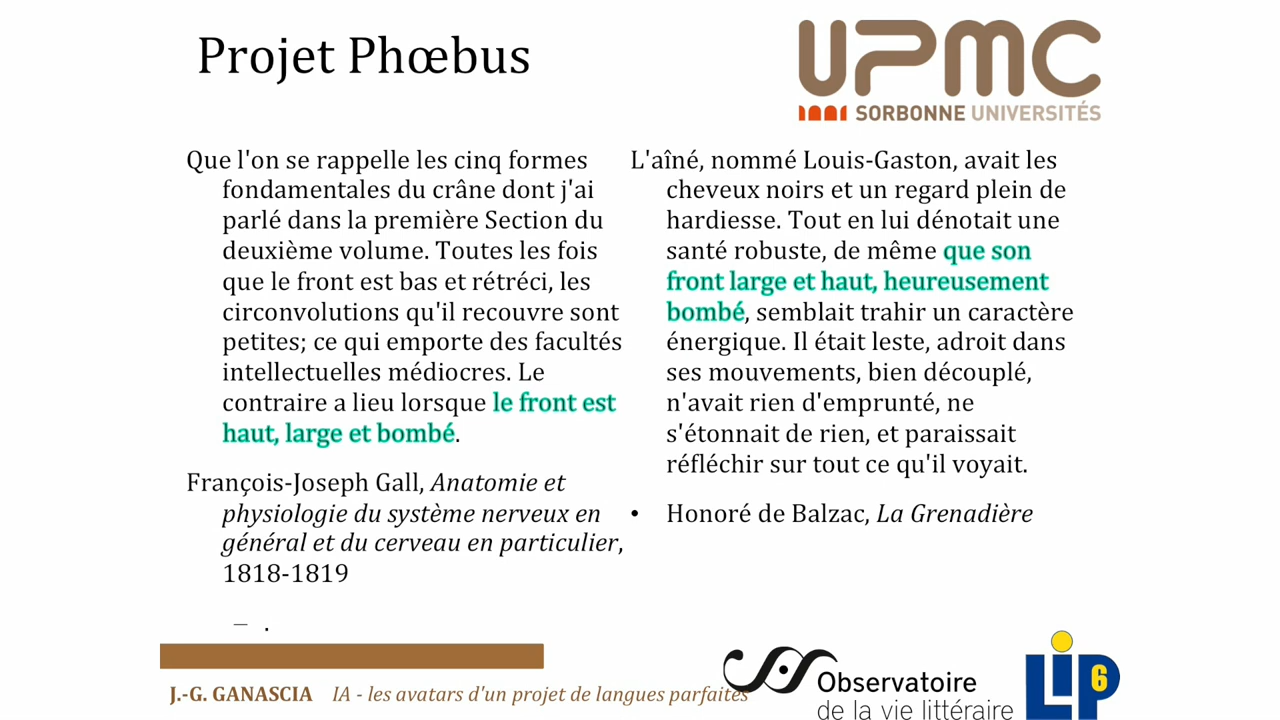 Projet Phœbus
UPMC
SORBONNE UNIVERSITÉS
Que l'on se rappelle les cinq formes
fondamentales du crâne dont j'ai
parlé dans la première Section du
deuxième volume. Toutes les fois
que le front est bas et rétréci, les
circonvolutions qu'il recouvre sont
petites; ce qui emporte des facultés
intellectuelles médiocres. Le
contraire a lieu lorsque le front est
haut, large et bombé.
François-Joseph Gall, Anatomie et
physiologie du système nerveux en
général et du cerveau en particulier,
1818-1819
– .
L'aîné, nommé Louis-Gaston, avait les
cheveux noirs et un regard plein de
hardiesse. Tout en lui dénotait une
santé robuste, de même que son
front large et haut, heureusement
bombé, semblait trahir un caractère
énergique. Il était leste, adroit dans
ses mouvements, bien découplé,
n'avait rien d'emprunté, ne
s'étonnait de rien, et paraissait
réfléchir sur tout ce qu'il voyait.
• Honoré de Balzac, La Grenadière
J.-G. GANASCIA IA - les avatars d'un projet de langues parfaites
Observatoire
de la vie littéraire
LIP6